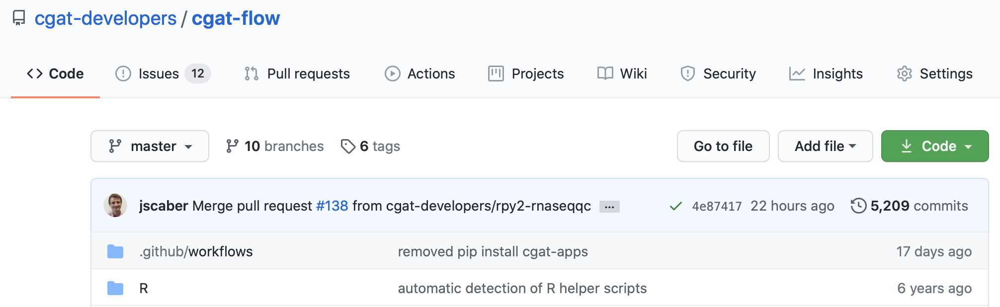 cgat-developers / cgat-flow
Code Issues 12 Pull requests Actions Projects Wiki Security Insights Settings
master 10 branches 6 tags Go to file Add file Code
jscaber Merge pull request #138 from cgat-developers/rpy2-rnaseqqc ... 4e87417 22 hours ago 5,209 commits
.github/workflows removed pip install cgat-apps 17 days ago
R automatic detection of R helper scripts 6 years ago